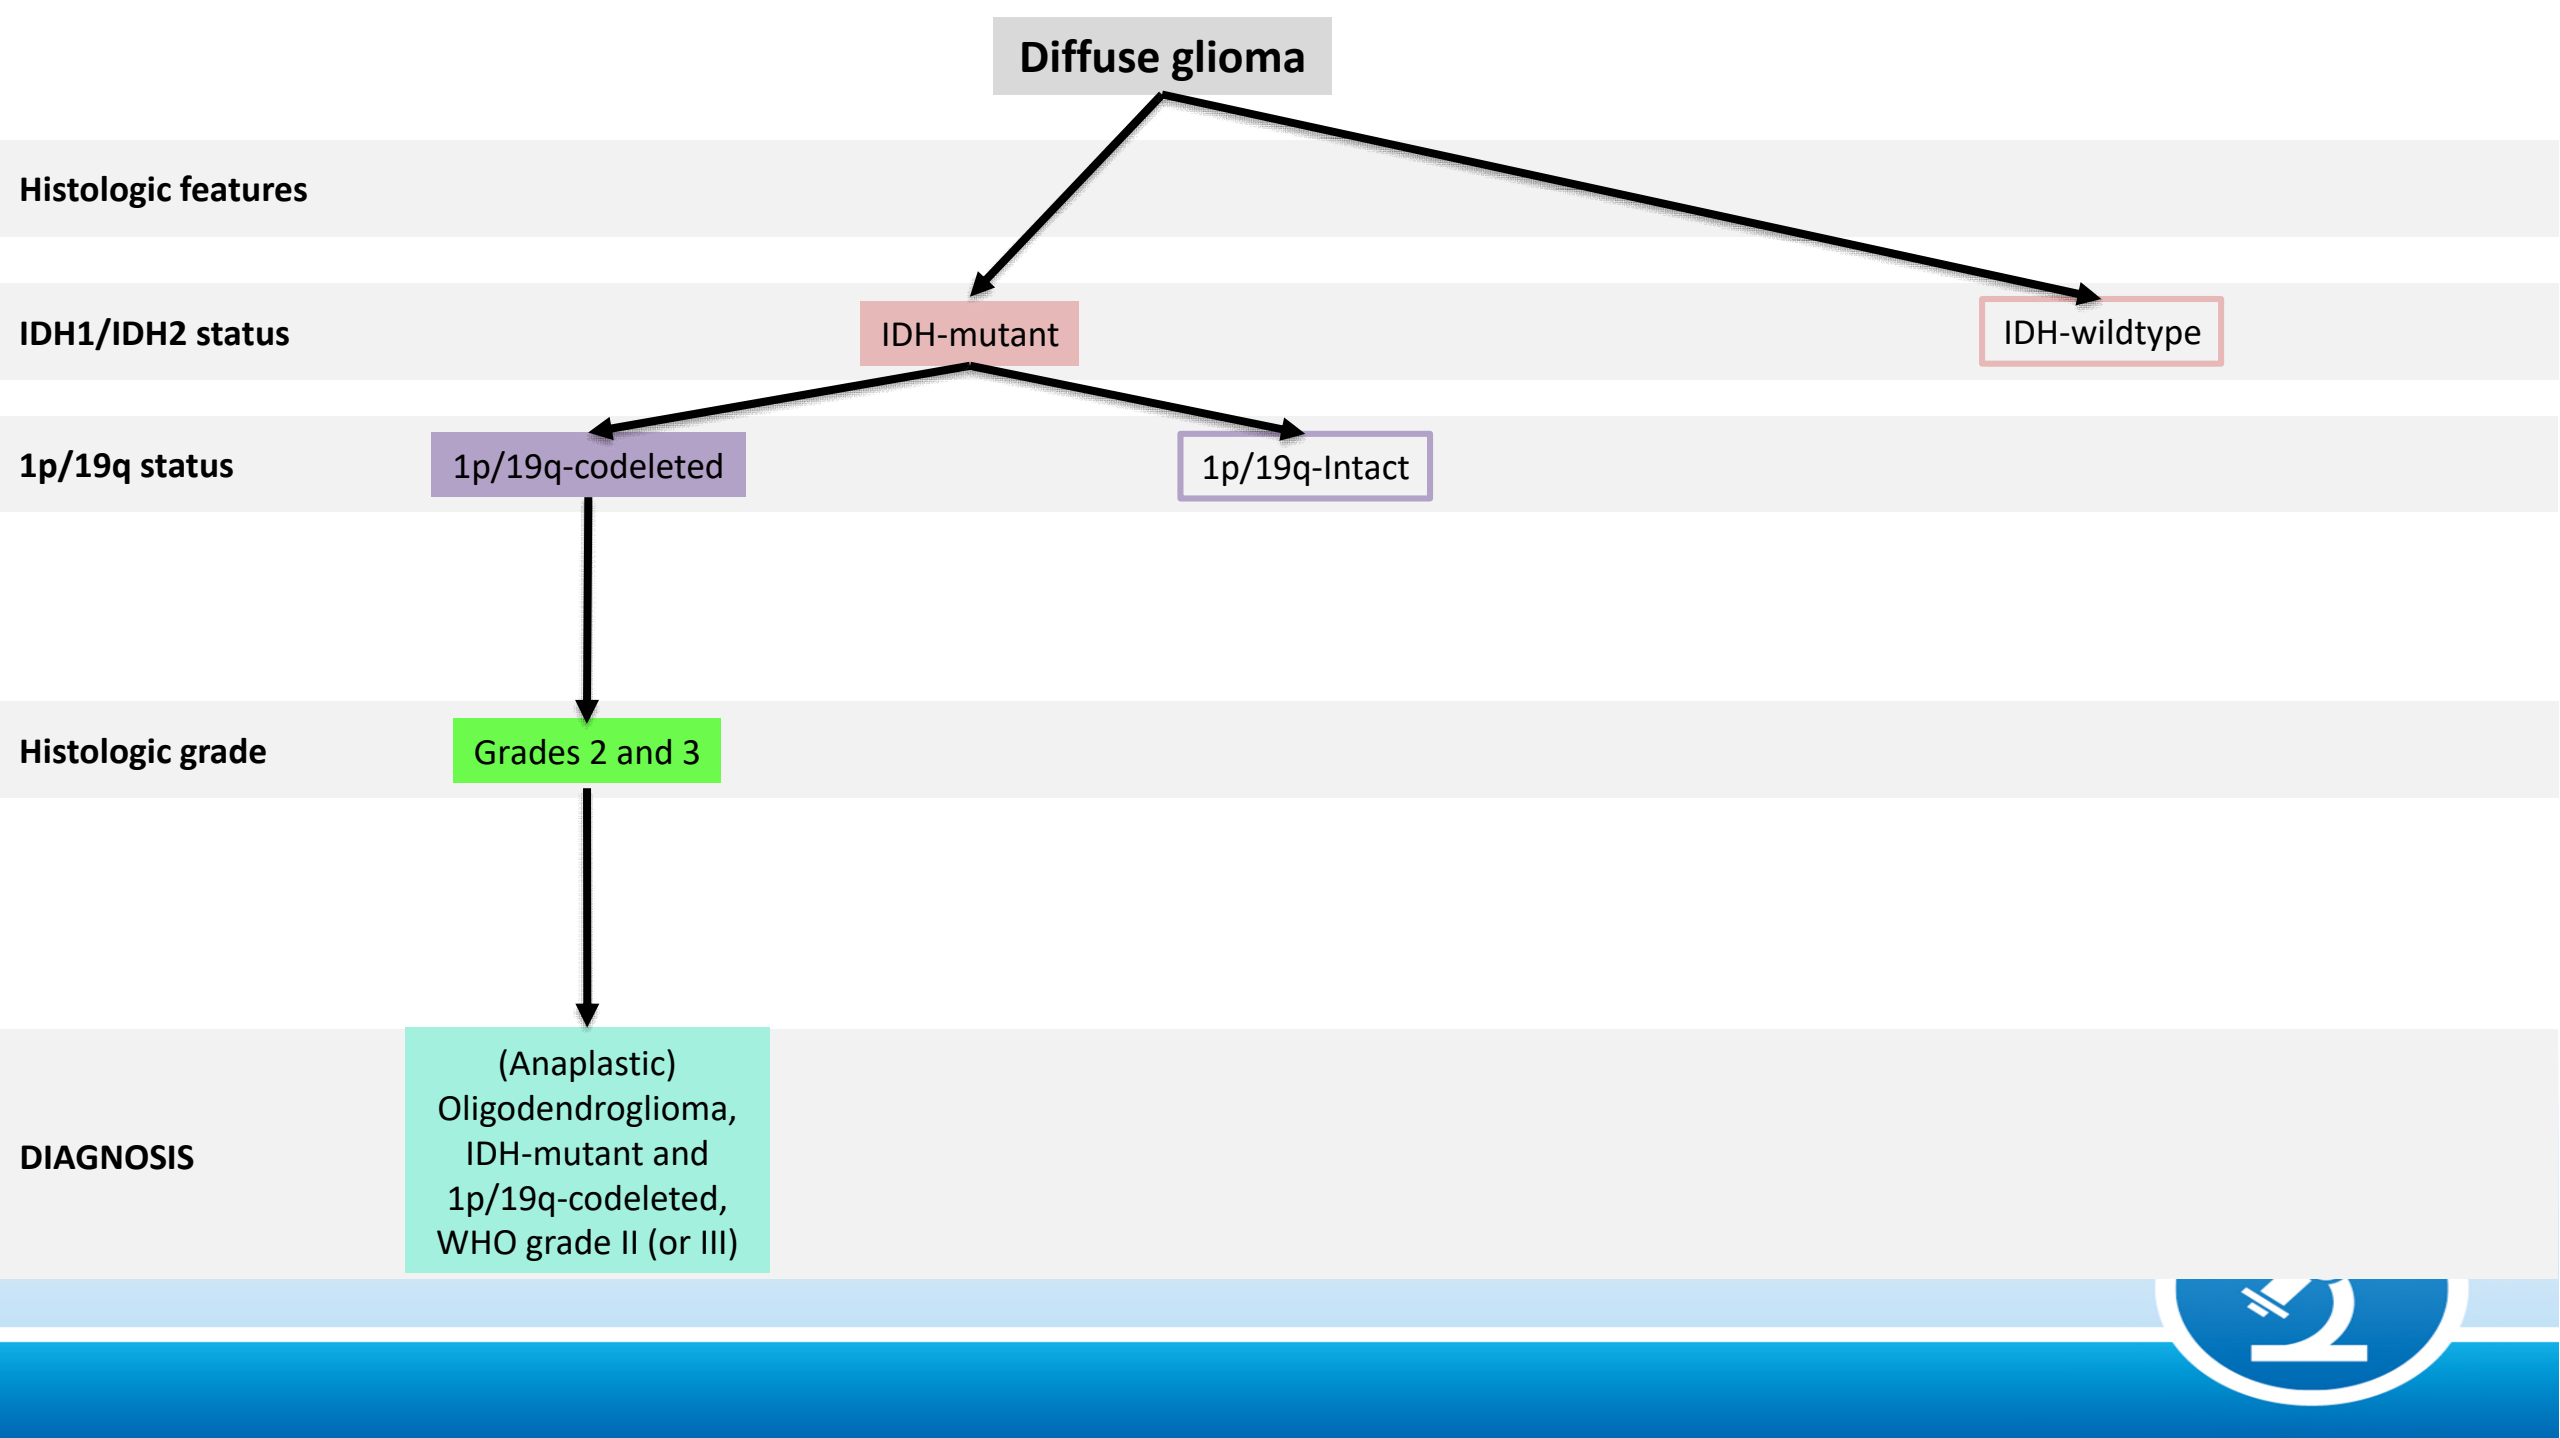 Diffuse glioma
Histologic features
IDH1/IDH2 status
IDH-mutant
IDH-wildtype
1p/19q status
1p/19q-codeleted
1p/19q-Intact
Histologic grade
Grades 2 and 3
DIAGNOSIS
(Anaplastic)
Oligodendroglioma,
IDH-mutant and
1p/19q-codeleted,
WHO grade II (or III)